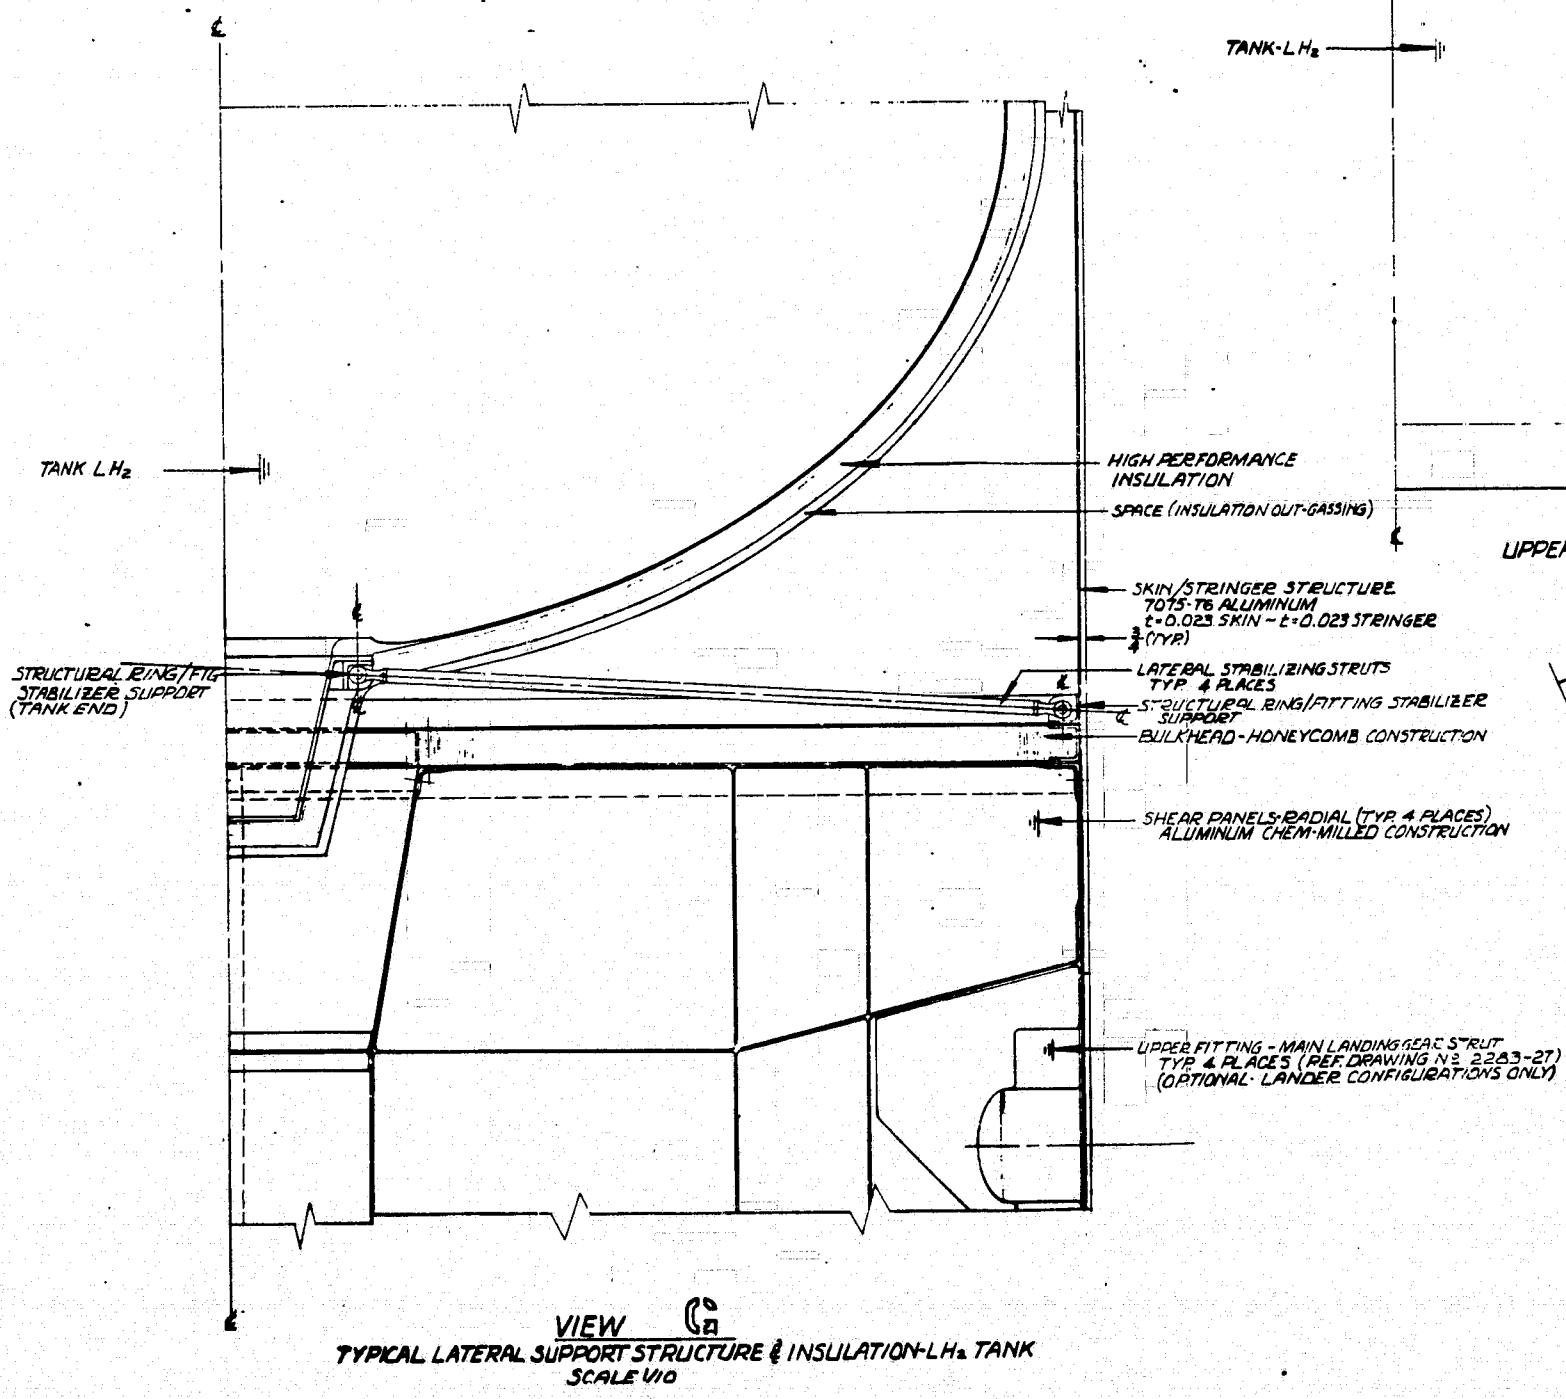 ℄
TANK-LH₂
TANK LH₂
HIGH PERFORMANCE
INSULATION
SPACE (INSULATION OUT-GASSING)
℄
UPPER
℄
SKIN/STRINGER STRUCTURE
7075-T6 ALUMINUM
t=0.023 SKIN ~ t=0.023 STRINGER
3/4 (TYP.)
STRUCTURAL RING/FTG
STABILIZER SUPPORT
(TANK END)
℄
LATERAL STABILIZING STRUTS
TYP. 4 PLACES
℄
STRUCTURAL RING/FITTING STABILIZER
SUPPORT
℄
BULKHEAD-HONEYCOMB CONSTRUCTION
SHEAR PANELS-RADIAL (TYP. 4 PLACES)
ALUMINUM CHEM-MILLED CONSTRUCTION
UPPER FITTING - MAIN LANDING GEAR STRUT
TYP. 4 PLACES (REF. DRAWING Nº 2283-27)
(OPTIONAL- LANDER CONFIGURATIONS ONLY)
℄
VIEW G
TYPICAL LATERAL SUPPORT STRUCTURE & INSULATION-LH₂ TANK
SCALE 1/10